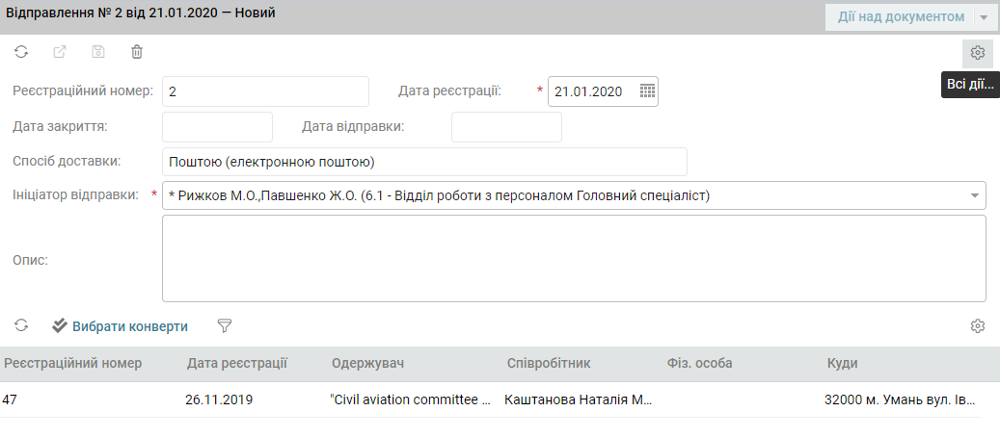 Відправлення № 2 від 21.01.2020 — Новий
Дії над документом
Всі дії...
Реєстраційний номер: 2 Дата реєстрації: * 21.01.2020
Дата закриття: Дата відправки:
Спосіб доставки: Поштою (електронною поштою)
Ініціатор відправки: * * Рижков М.О.,Павшенко Ж.О. (6.1 - Відділ роботи з персоналом Головний спеціаліст)
Опис:
Вибрати конверти
Реєстраційний номер Дата реєстрації Одержувач Співробітник Фіз. особа Куди
47 26.11.2019 "Civil aviation committee ... Каштанова Наталія М... 32000 м. Умань вул. Ів...